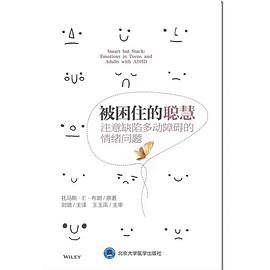 Smart but Stuck:
Emotions in Teens and
Adults with ADHD
被困住的聪慧
注意缺陷多动障碍的
情绪问题
托马斯·E·布朗/原著
刘璐/主译 王玉凤/主审
WILEY
北京大学医学出版社